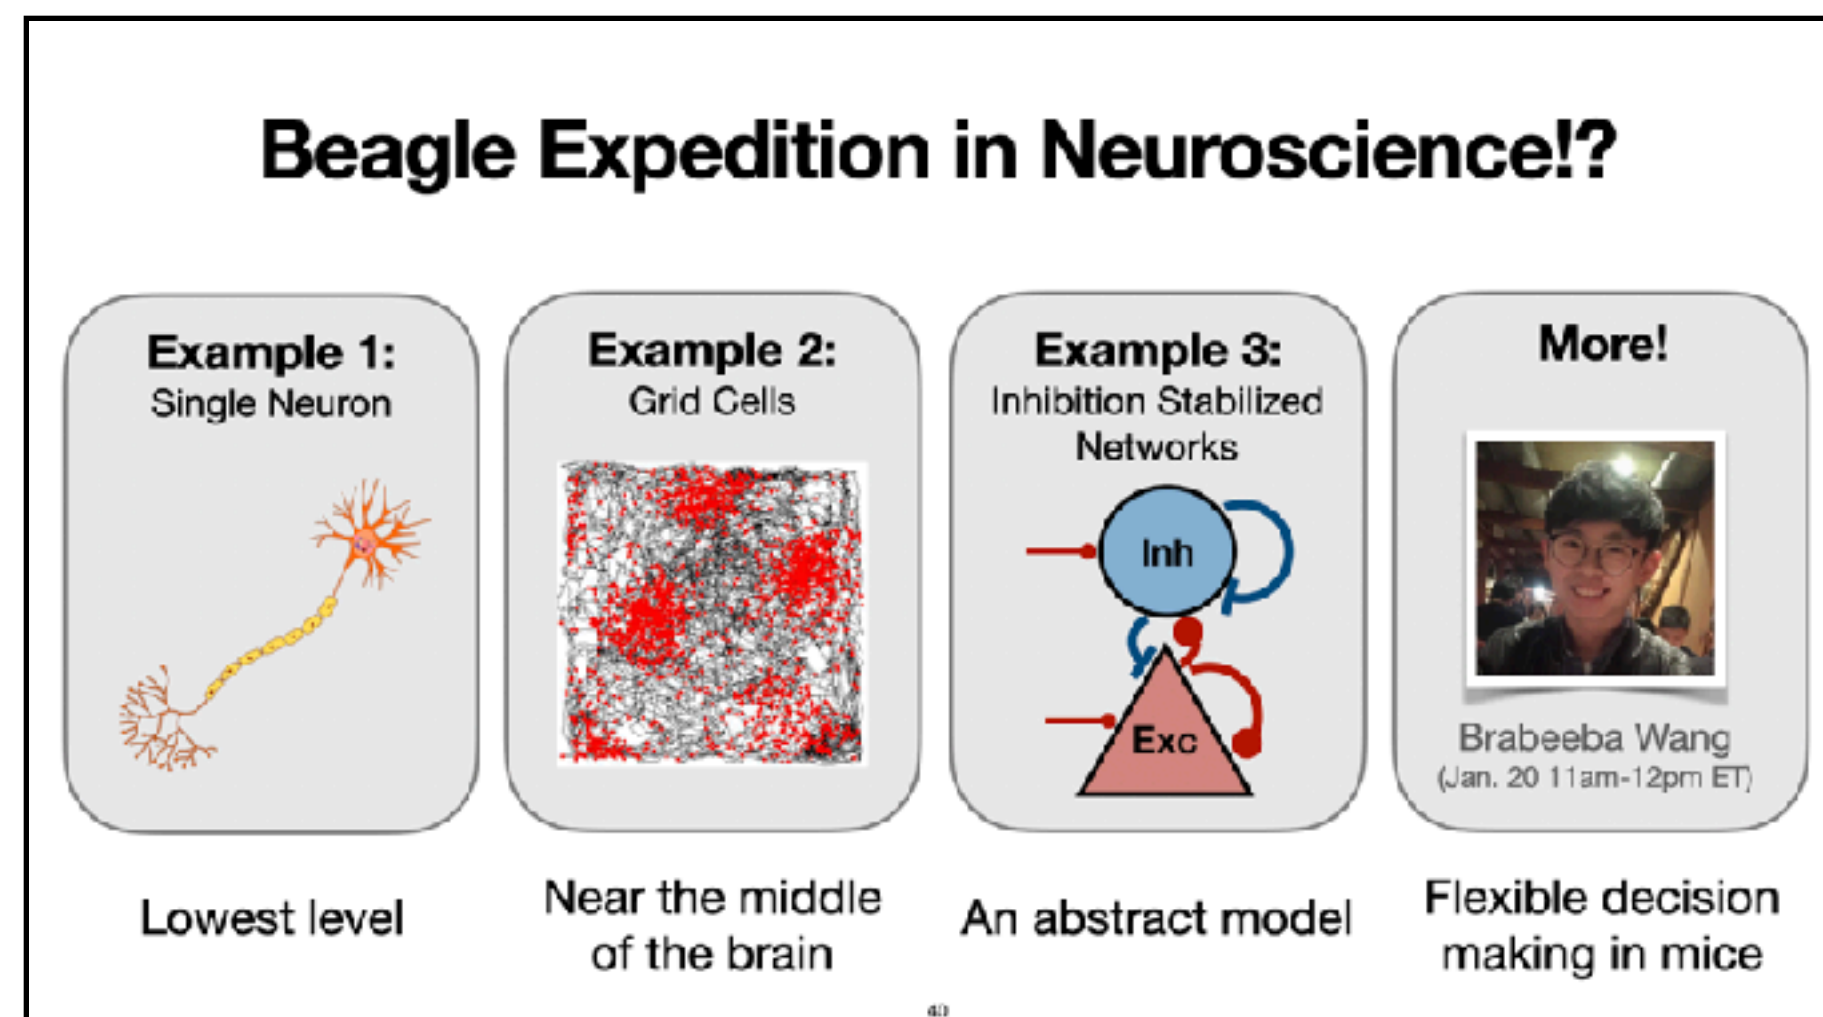 Beagle Expedition in Neuroscience!?
Example 1:
Single Neuron
Example 2:
Grid Cells
Example 3:
Inhibition Stabilized
Networks
Inh
Exc
More!
Brabeeba Wang
(Jan. 20 11am-12pm ET)
Lowest level
Near the middle
of the brain
An abstract model
Flexible decision
making in mice